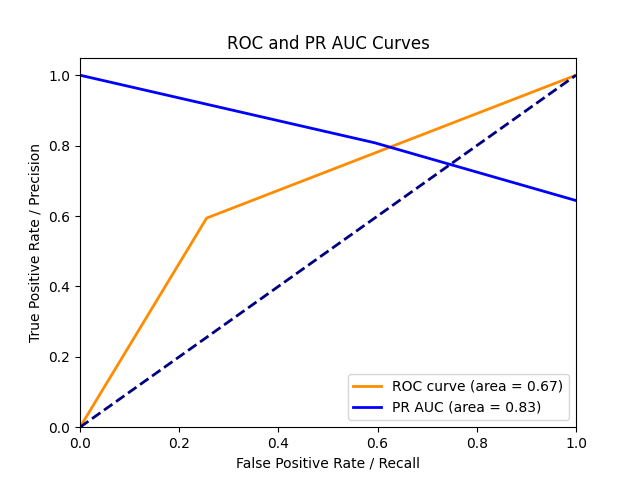 ROC and PR AUC Curves
True Positive Rate / Precision
1.0
0.8
0.6
0.4
0.2
0.0
0.0 0.2 0.4 0.6 0.8 1.0
False Positive Rate / Recall
ROC curve (area = 0.67)
PR AUC (area = 0.83)